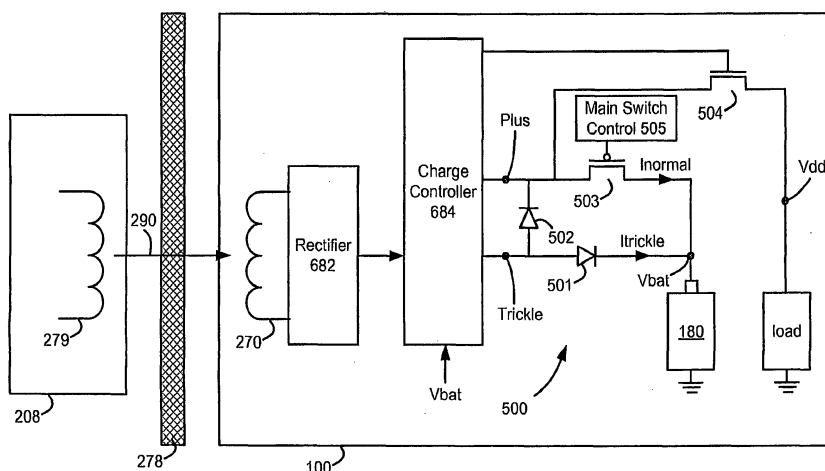 504
Main Switch
Control 505
Plus
Inormal
Vdd
Charge
Controller
684
503
290
502
Rectifier
682
Itrickle
501
Vbat
Trickle
279
270
180
load
Vbat
500
208
278
100